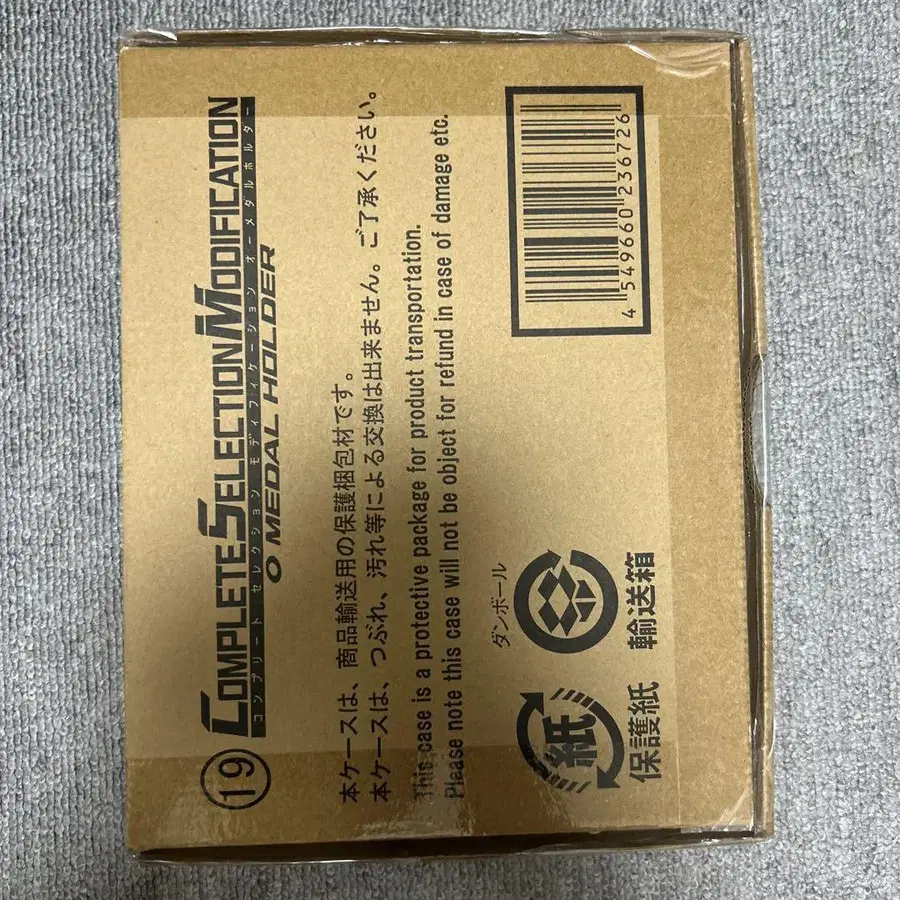 19
COMPLETE SELECTION MODIFICATION
コンプリート セレクション モディフィケーション オーメダルホルダー
O MEDAL HOLDER
本ケースは、商品輸送用の保護梱包材です。
本ケースは、つぶれ、汚れ等による交換は出来ません。ご了承ください。
This case is a protective package for product transportation.
Please note this case will not be object for refund in case of damage etc.
紙
保護紙
ダンボール
輸送箱
4 549660 236726